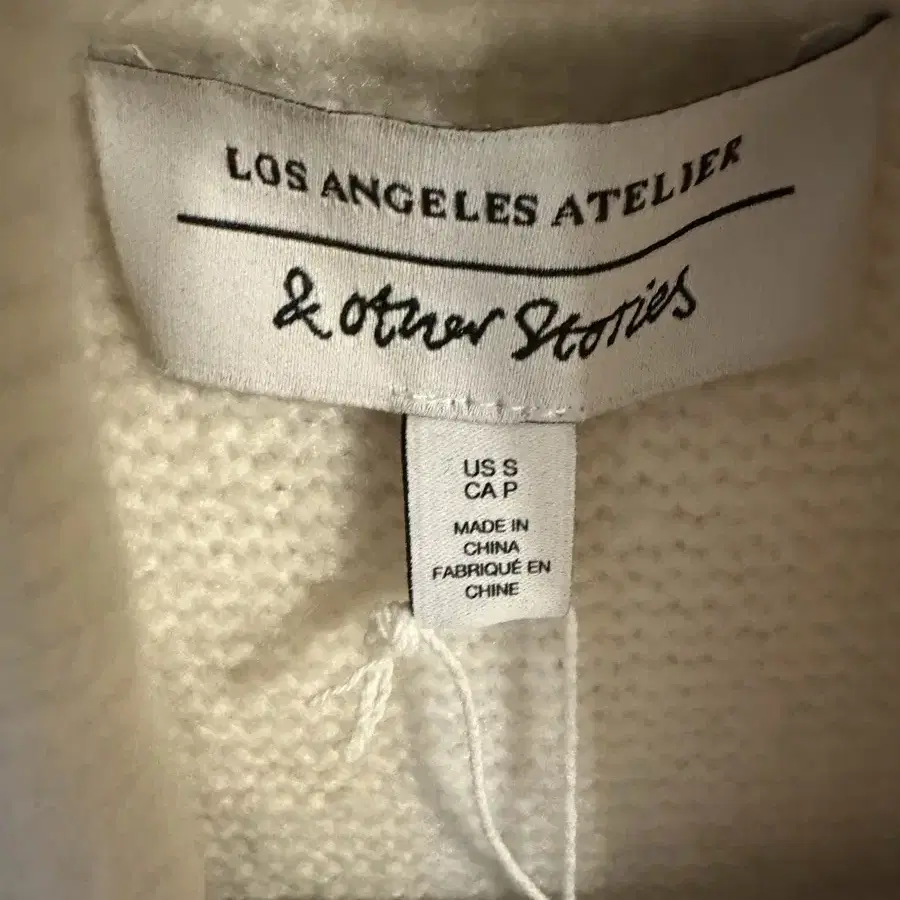 LOS ANGELES ATELIER
& other Stories
US S
CA P
MADE IN
CHINA
FABRIQUÉ EN
CHINE